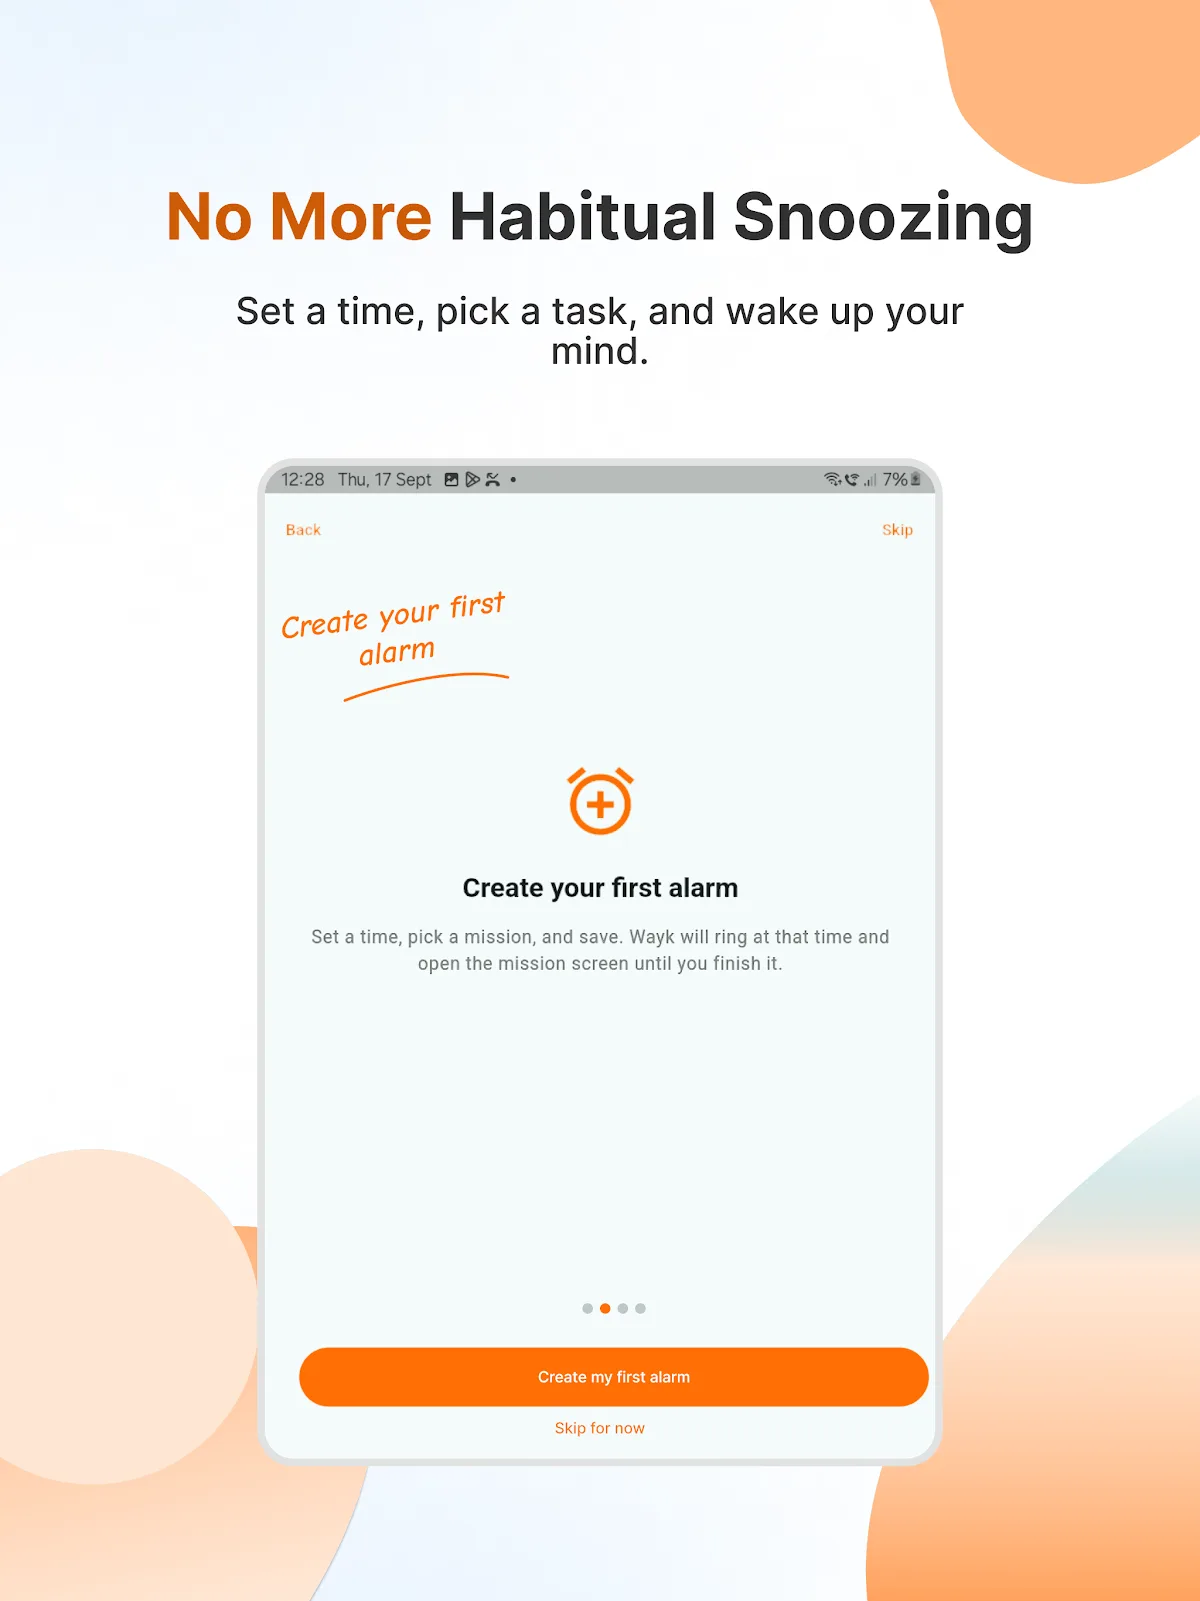 No More Habitual Snoozing
Set a time, pick a task, and wake up your
mind.
12:28 Thu, 17 Sept
7%
Back
Skip
Create your first
alarm
Create your first alarm
Set a time, pick a mission, and save. Wayk will ring at that time and
open the mission screen until you finish it.
Create my first alarm
Skip for now